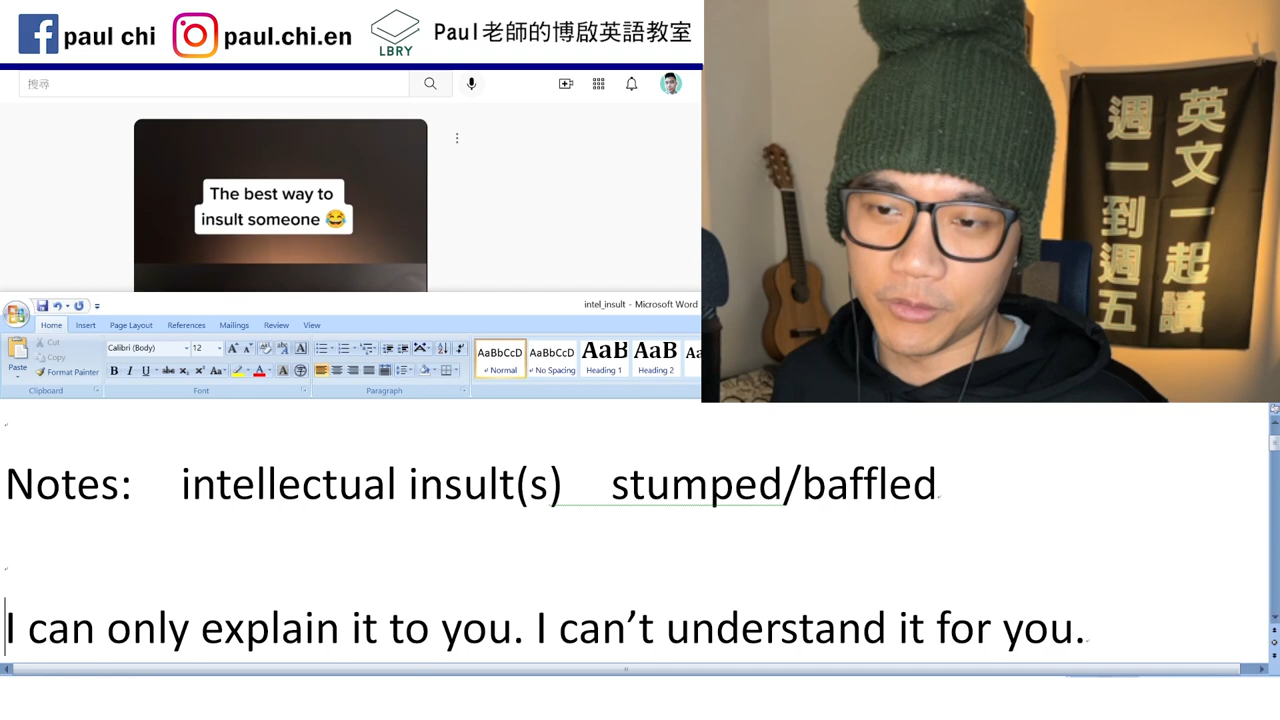 paul chi
paul.chi.en
LBRY
Paul老師的博啟英語教室
搜尋
The best way to
insult someone 😂
英文一起讀
週一到週五
intel_insult - Microsoft Word
Home Insert Page Layout References Mailings Review View
Cut
Copy
Format Painter
Paste
Calibri (Body) 12
AaBbCcD AaBbCcD AaBb AaBb
Normal No Spacing Heading 1 Heading 2
Clipboard Font Paragraph
Notes: intellectual insult(s) stumped/baffled
I can only explain it to you. I can’t understand it for you.